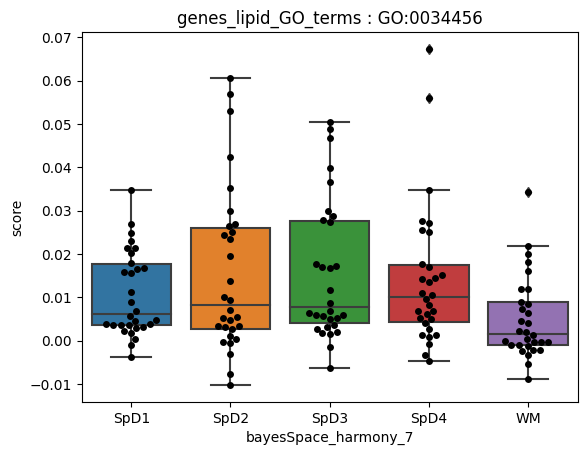 genes_lipid_GO_terms : GO:0034456
0.07
0.06
0.05
0.04
0.03
0.02
0.01
0.00
−0.01
score
SpD1 SpD2 SpD3 SpD4 WM
bayesSpace_harmony_7